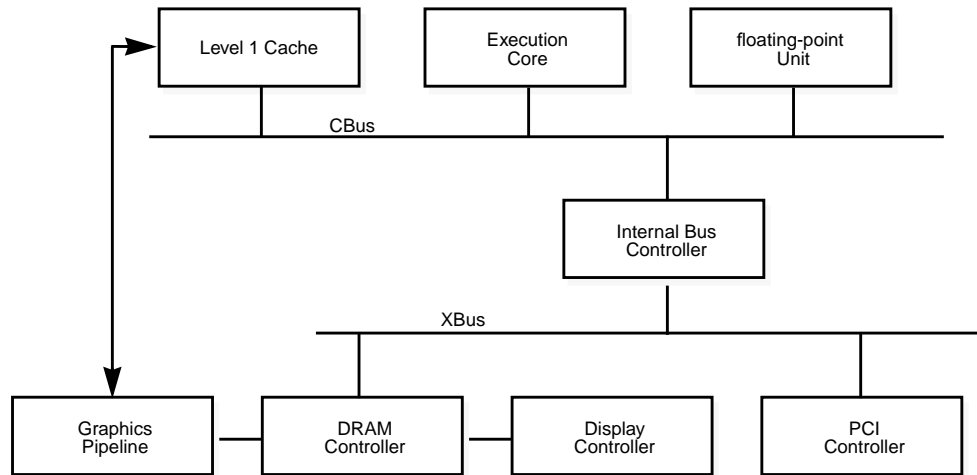 Level 1 Cache
Execution
Core
floating-point
Unit
CBus
Internal Bus
Controller
XBus
Graphics
Pipeline
DRAM
Controller
Display
Controller
PCI
Controller